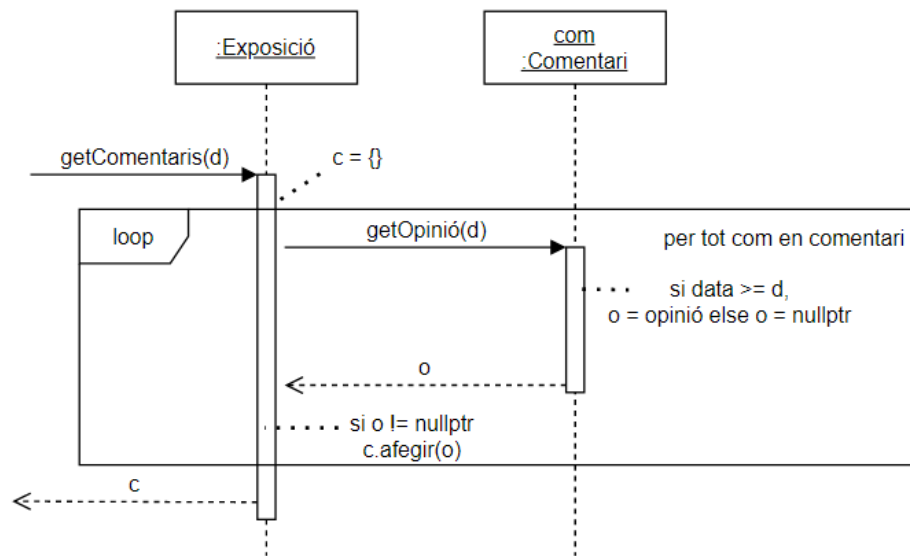 :Exposició
com
:Comentari
getComentaris(d)
c = {}
loop
getOpinió(d)
per tot com en comentari
si data >= d,
o = opinió else o = nullptr
o
si o != nullptr
c.afegir(o)
c